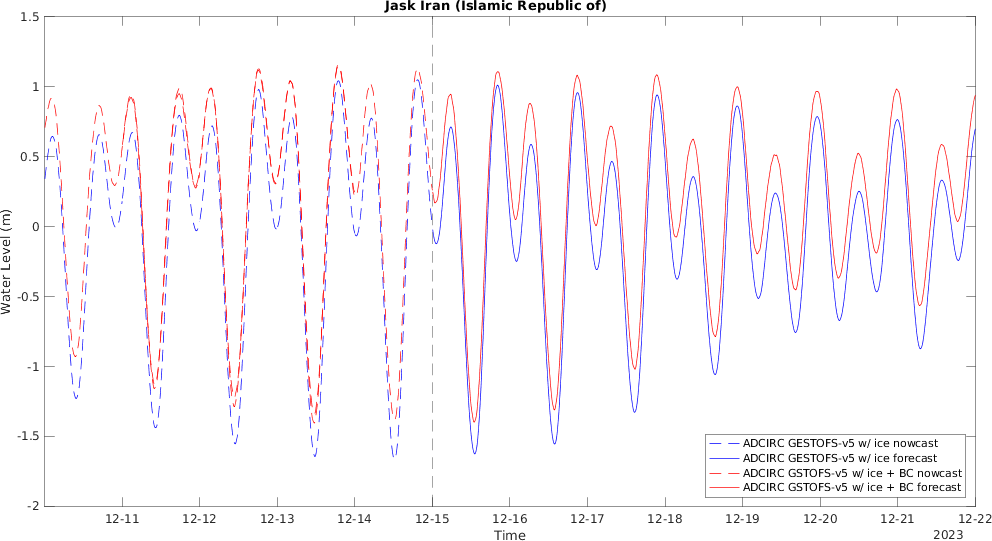 Jask Iran (Islamic Republic of)
1.5
1
0.5
0
-0.5
-1
-1.5
-2
Water Level (m)
ADCIRC GESTOFS-v5 w/ ice nowcast
ADCIRC GESTOFS-v5 w/ ice forecast
ADCIRC GSTOFS-v5 w/ ice + BC nowcast
ADCIRC GSTOFS-v5 w/ ice + BC forecast
12-11 12-12 12-13 12-14 12-15 12-16 12-17 12-18 12-19 12-20 12-21 12-22
Time
2023